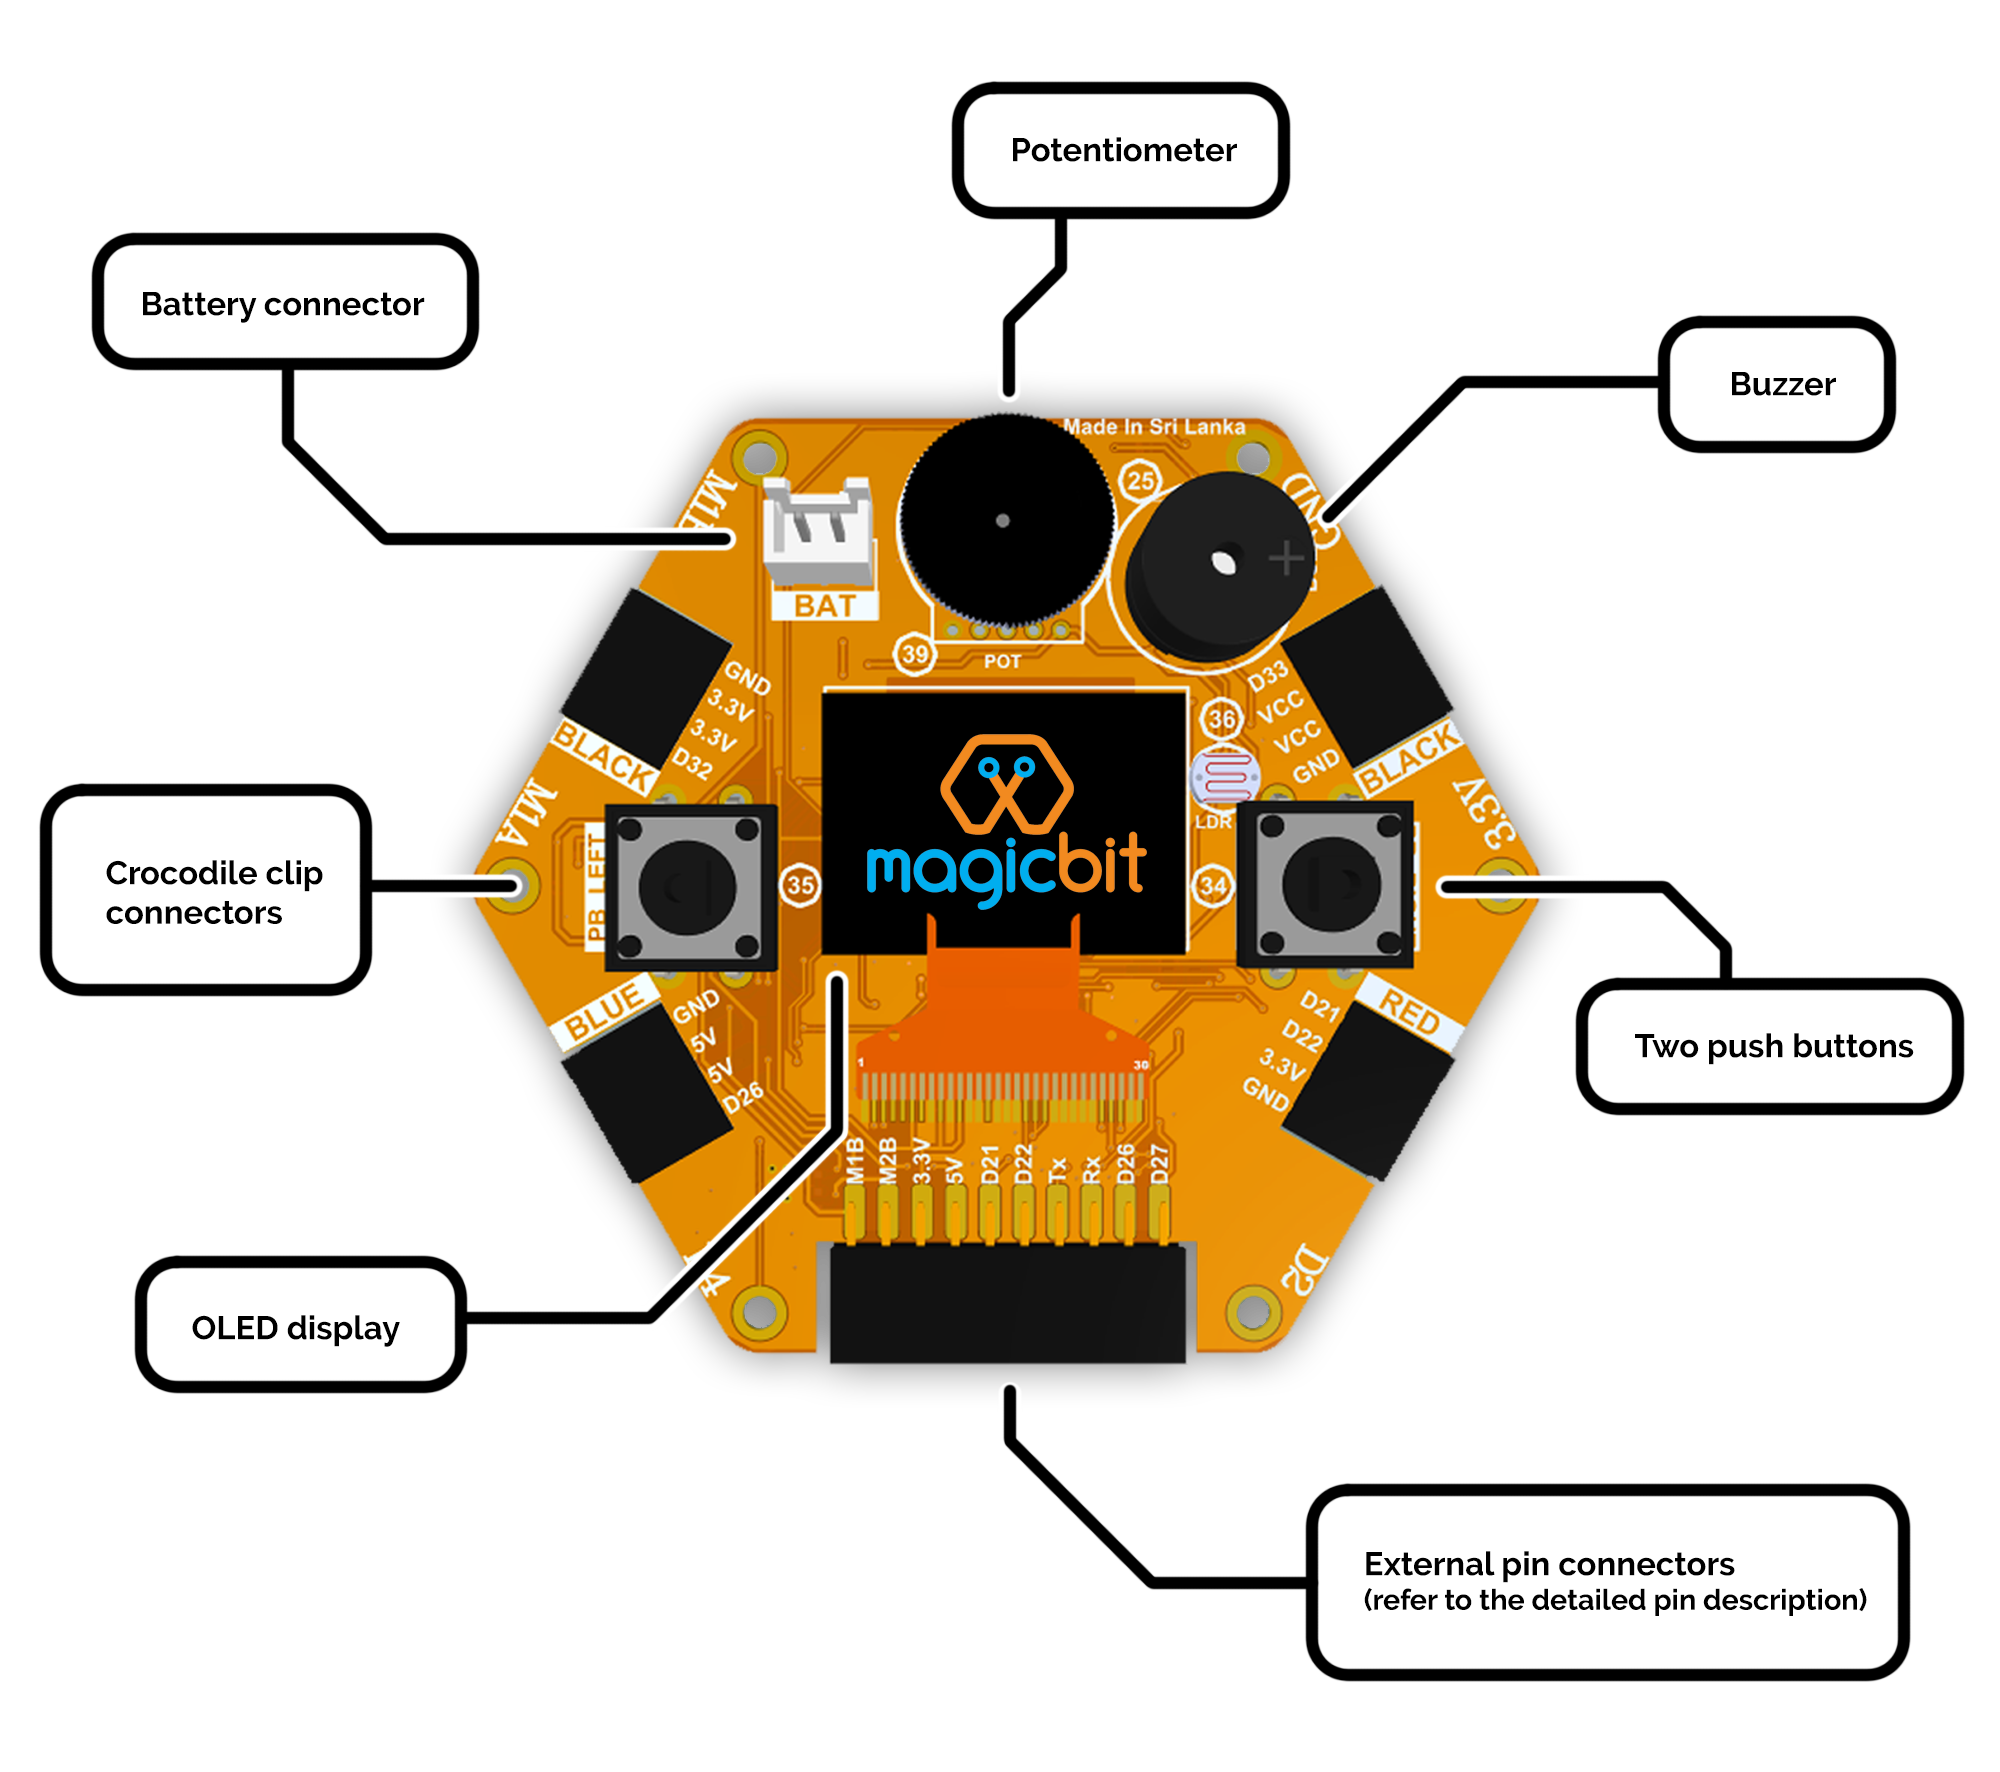 Potentiometer
Battery connector
Buzzer
Made In Sri Lanka
25
BAT
39
POT
GND
3.3V
3.3V
D32
BLACK
D33
VCC
VCC
GND
BLACK
36
LDR
M1A
3.3V
magicbit
Crocodile clip
connectors
PB LEFT
35
34
Two push buttons
BLUE
GND
5V
5V
D26
RED
D21
D22
3.3V
GND
1
30
M1B
M2B
3.3V
5V
D21
D22
Tx
Rx
D26
D27
D2
OLED display
External pin connectors
(refer to the detailed pin description)